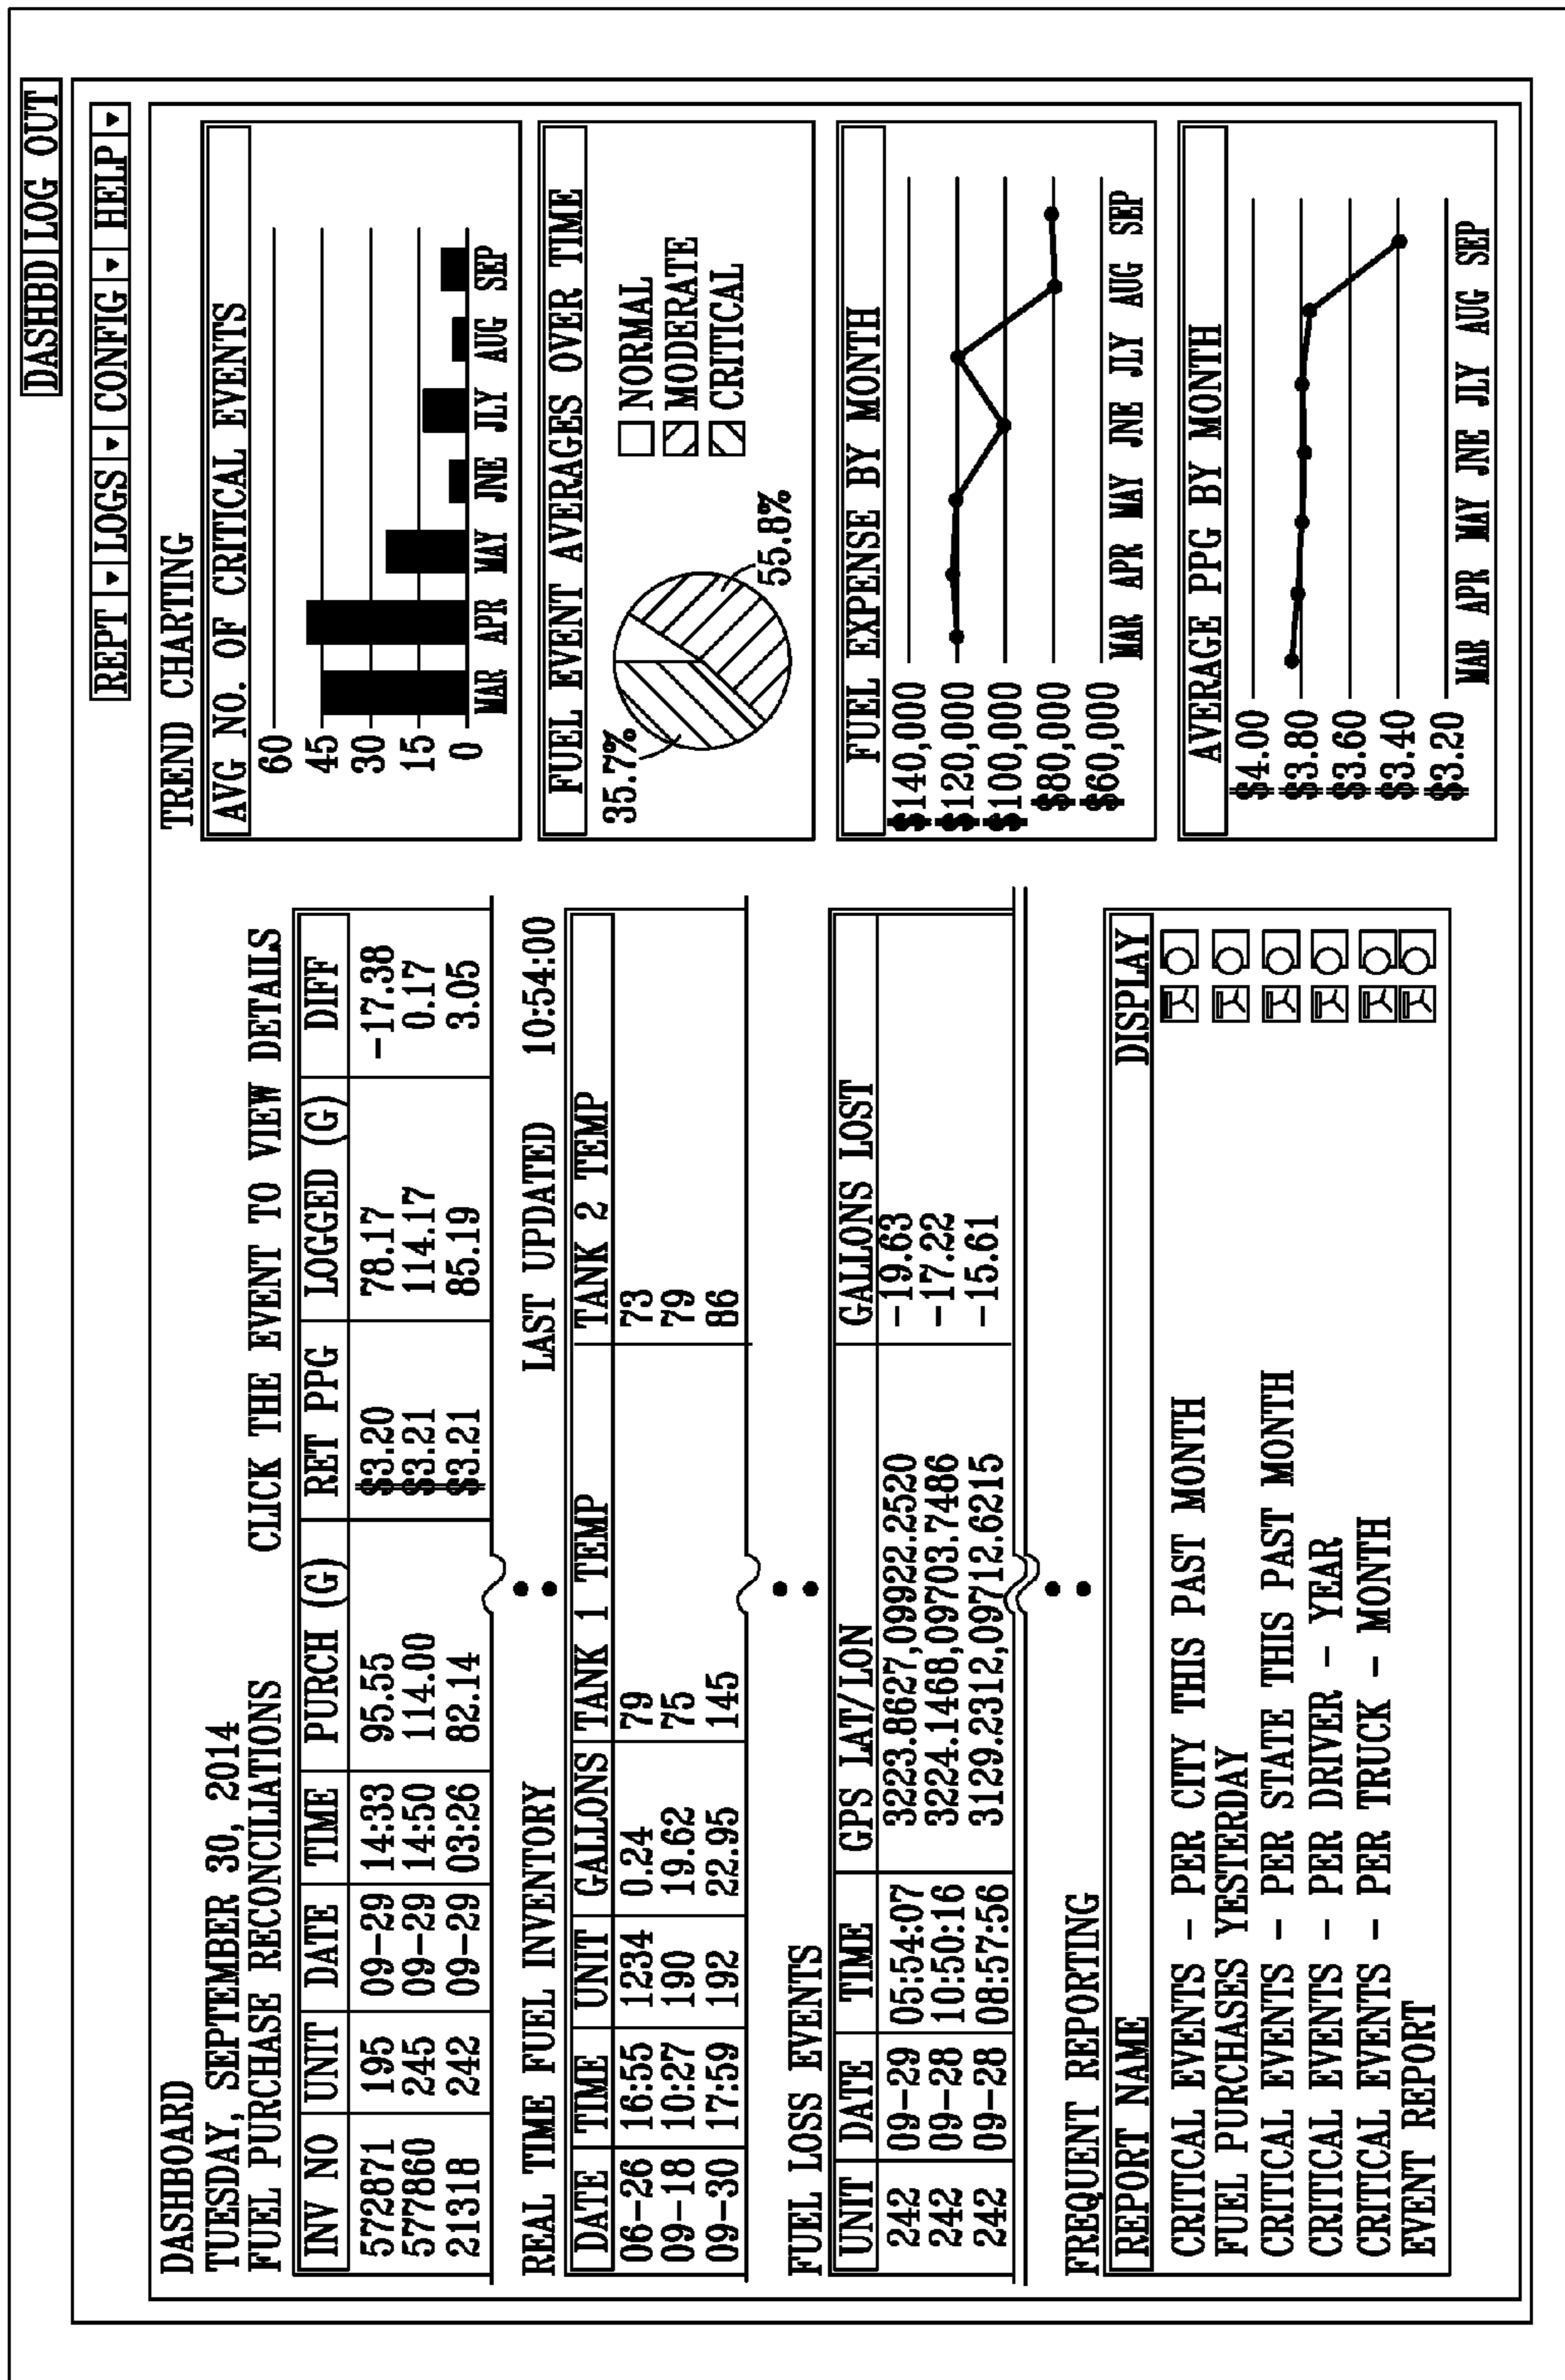 DASHBD LOG OUT
REPT LOGS CONFIG HELP
DASHBOARD
TUESDAY, SEPTEMBER 30, 2014
FUEL PURCHASE RECONCILIATIONS CLICK THE EVENT TO VIEW DETAILS
INV NO UNIT DATE TIME PURCH (G) RET PPG LOGGED (G) DIFF
572871 195 09-29 14:33 95.55 $3.20 78.17 -17.38
577860 245 09-29 14:50 114.00 $3.21 114.17 0.17
21318 242 09-29 03:26 82.14 $3.21 85.19 3.05
REAL TIME FUEL INVENTORY LAST UPDATED 10:54:00
DATE TIME UNIT GALLONS TANK 1 TEMP TANK 2 TEMP
06-26 16:55 1234 0.24 79 73
09-18 10:27 190 19.62 75 79
09-30 17:59 192 22.95 145 86
FUEL LOSS EVENTS
UNIT DATE TIME GPS LAT/LON GALLONS LOST
242 09-29 05:54:07 3223.8627,09922.2520 -19.63
242 09-28 10:50:16 3224.1468,09703.7486 -17.22
242 09-28 08:57:56 3129.2312,09712.6215 -15.61
FREQUENT REPORTING
REPORT NAME DISPLAY
CRITICAL EVENTS - PER CITY THIS PAST MONTH
FUEL PURCHASES YESTERDAY
CRITICAL EVENTS - PER STATE THIS PAST MONTH
CRITICAL EVENTS - PER DRIVER - YEAR
CRITICAL EVENTS - PER TRUCK - MONTH
EVENT REPORT
TREND CHARTING
AVG NO. OF CRITICAL EVENTS
60
45
30
15
0
MAR APR MAY JNE JLY AUG SEP
FUEL EVENT AVERAGES OVER TIME
35.7%
55.8%
NORMAL
MODERATE
CRITICAL
FUEL EXPENSE BY MONTH
$140,000
$120,000
$100,000
$80,000
$60,000
MAR APR MAY JNE JLY AUG SEP
AVERAGE PPG BY MONTH
$4.00
$3.80
$3.60
$3.40
$3.20
MAR APR MAY JNE JLY AUG SEP